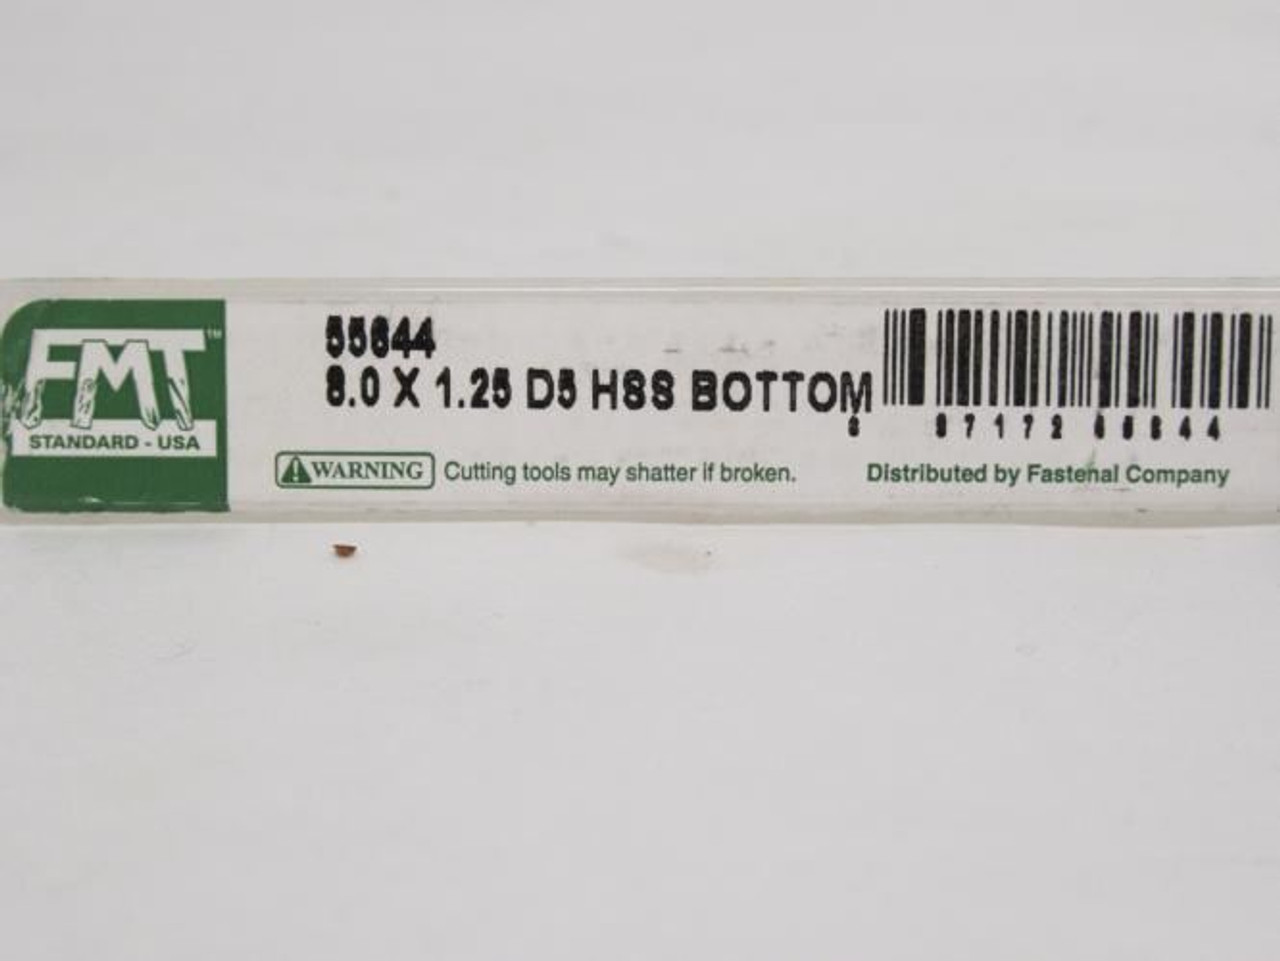 FMT™
STANDARD - USA
55644
8.0 X 1.25 D5 HSS BOTTOM
WARNING Cutting tools may shatter if broken.
Distributed by Fastenal Company